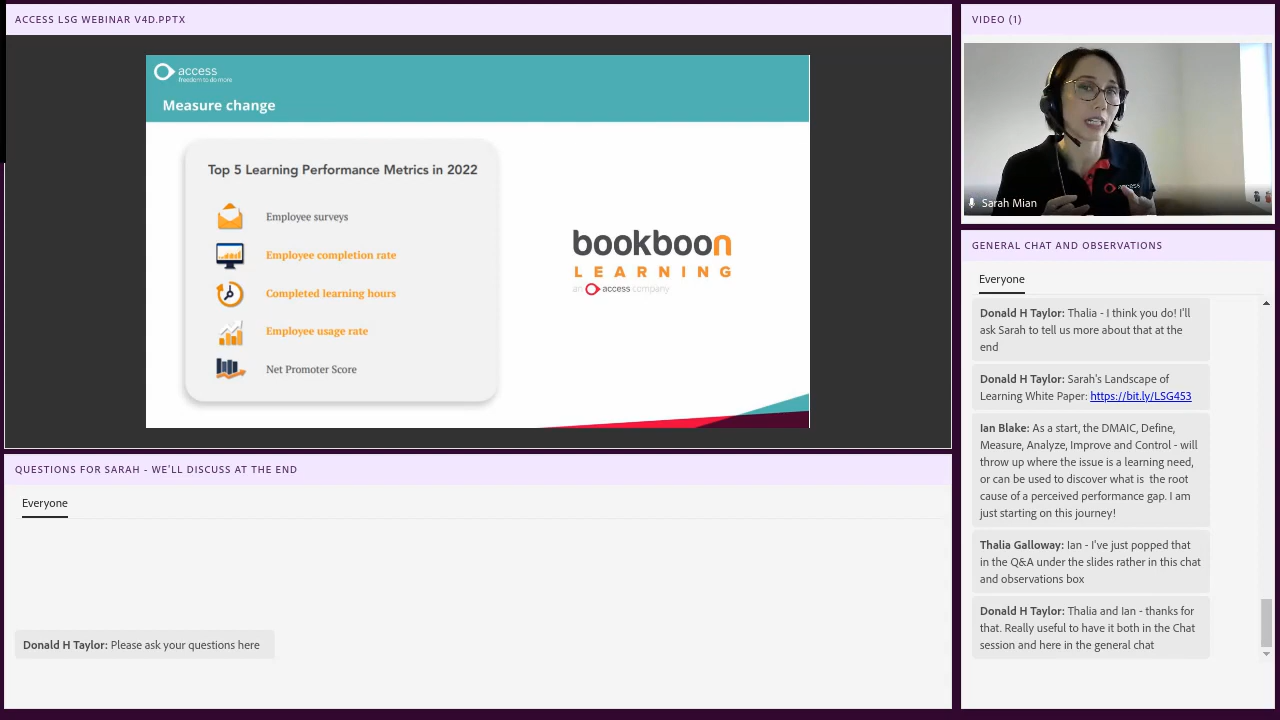 ACCESS LSG WEBINAR V4D.PPTX
access
freedom to do more
Measure change
Top 5 Learning Performance Metrics in 2022
Employee surveys
Employee completion rate
Completed learning hours
Employee usage rate
Net Promoter Score
bookboon
LEARNING
an access company
QUESTIONS FOR SARAH - WE'LL DISCUSS AT THE END
Everyone
Donald H Taylor: Please ask your questions here
VIDEO (1)
access
Sarah Mian
GENERAL CHAT AND OBSERVATIONS
Everyone
Donald H Taylor: Thalia - I think you do! I'll
ask Sarah to tell us more about that at the
end
Donald H Taylor: Sarah's Landscape of
Learning White Paper: https://bit.ly/LSG453
Ian Blake: As a start, the DMAIC, Define,
Measure, Analyze, Improve and Control - will
throw up where the issue is a learning need,
or can be used to discover what is  the root
cause of a perceived performance gap. I am
just starting on this journey!
Thalia Galloway: Ian - I've just popped that
in the Q&A under the slides rather in this chat
and observations box
Donald H Taylor: Thalia and Ian - thanks for
that. Really useful to have it both in the Chat
session and here in the general chat